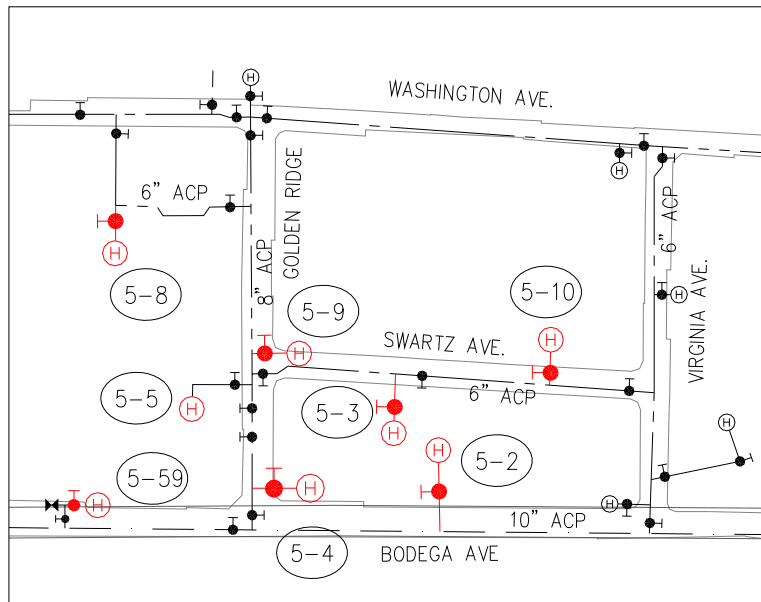 H
WASHINGTON AVE.
H
6" ACP
GOLDEN RIDGE
8" ACP
6" ACP
H
5-8
5-9
5-10
H
VIRGINIA AVE.
H
H
SWARTZ AVE.
5-5
H
5-3
6" ACP
H
H
5-59
5-2
H
H
H
H
10" ACP
5-4
BODEGA AVE